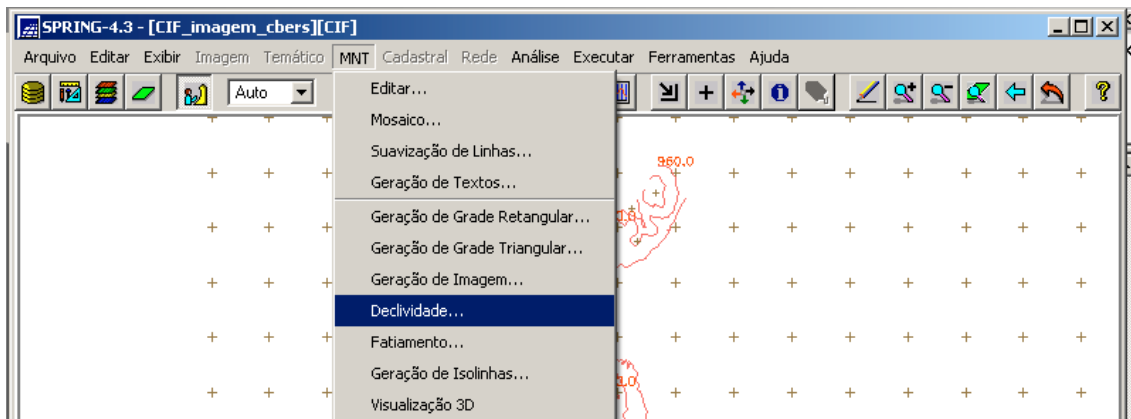 SPRING-4.3 - [CIF_imagem_cbers][CIF]
Arquivo Editar Exibir Imagem Temático MNT Cadastral Rede Análise Executar Ferramentas Ajuda
Auto
Editar...
Mosaico...
Suavização de Linhas...
Geração de Textos...
Geração de Grade Retangular...
Geração de Grade Triangular...
Geração de Imagem...
Declividade...
Fatiamento...
Geração de Isolinhas...
Visualização 3D
960.0